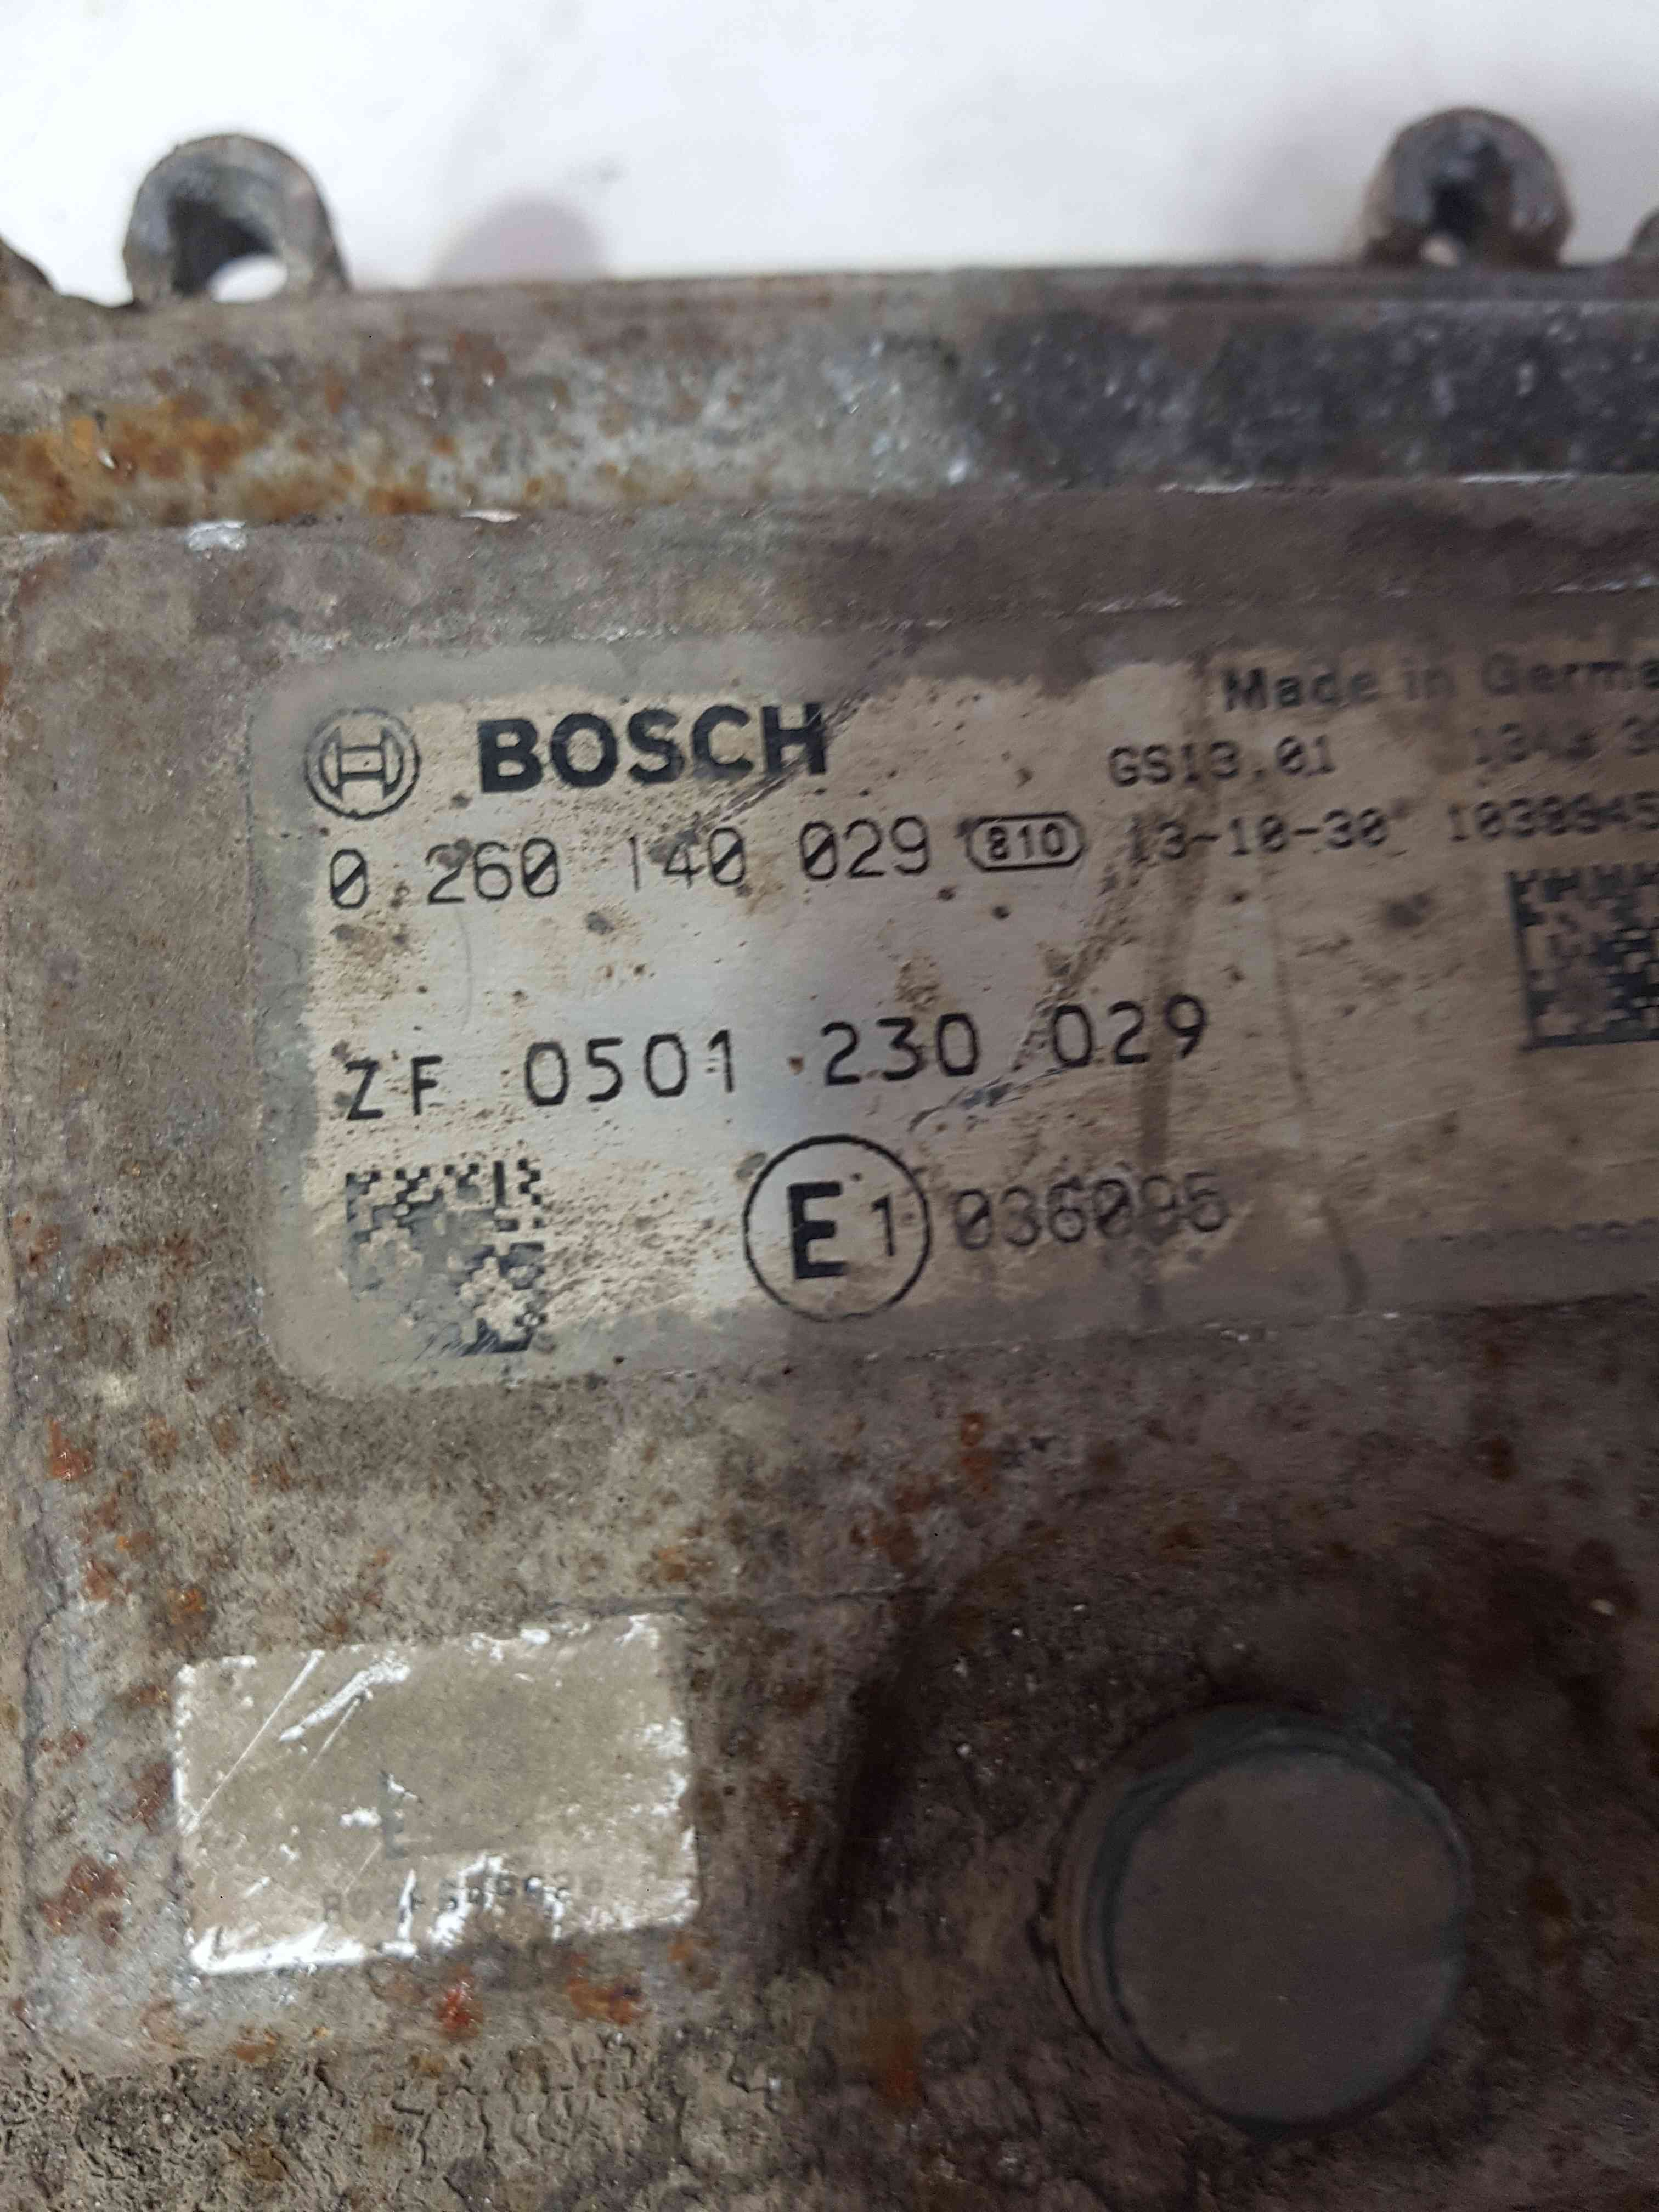 Made in Germa
BOSCH
GS13.01
0 260 140 029 810 13-10-30
ZF 0501 230 029
E1 036095